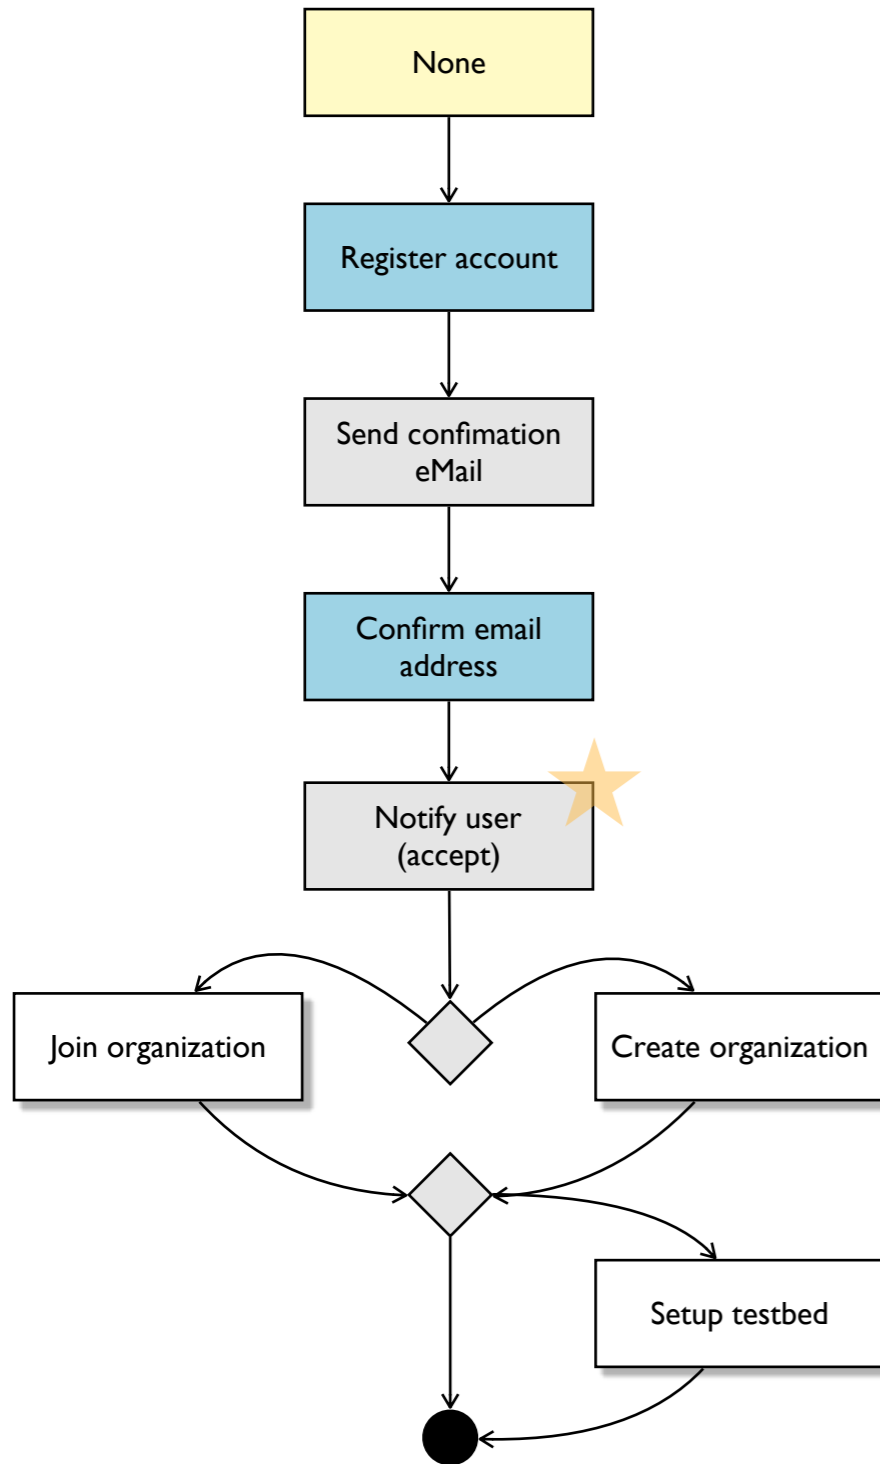 None
Register account
Send confimation
eMail
Confirm email
address
Notify user
(accept)
Join organization
Create organization
Setup testbed